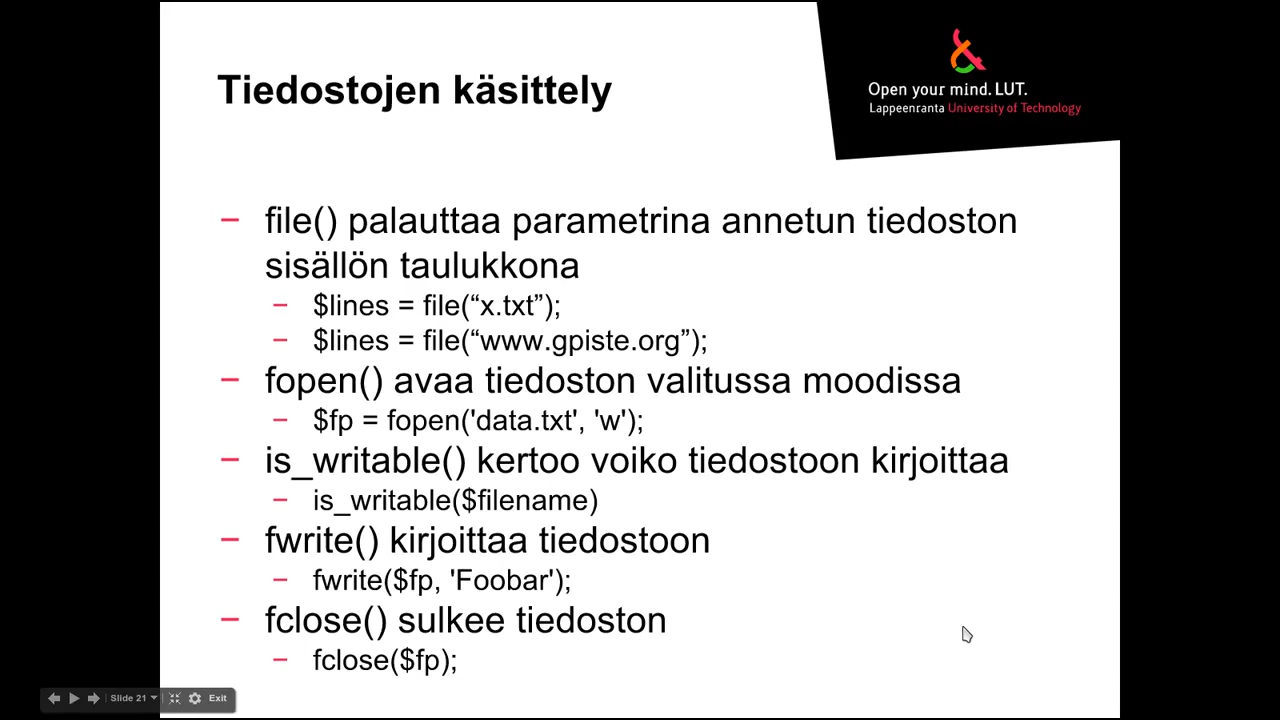 Tiedostojen käsittely
Open your mind. LUT.
Lappeenranta University of Technology
– file() palauttaa parametrina annetun tiedoston
sisällön taulukkona
– $lines = file(“x.txt”);
– $lines = file(“www.gpiste.org”);
– fopen() avaa tiedoston valitussa moodissa
– $fp = fopen('data.txt', 'w');
– is_writable() kertoo voiko tiedostoon kirjoittaa
– is_writable($filename)
– fwrite() kirjoittaa tiedostoon
– fwrite($fp, 'Foobar');
– fclose() sulkee tiedoston
– fclose($fp);
Slide 21 Exit